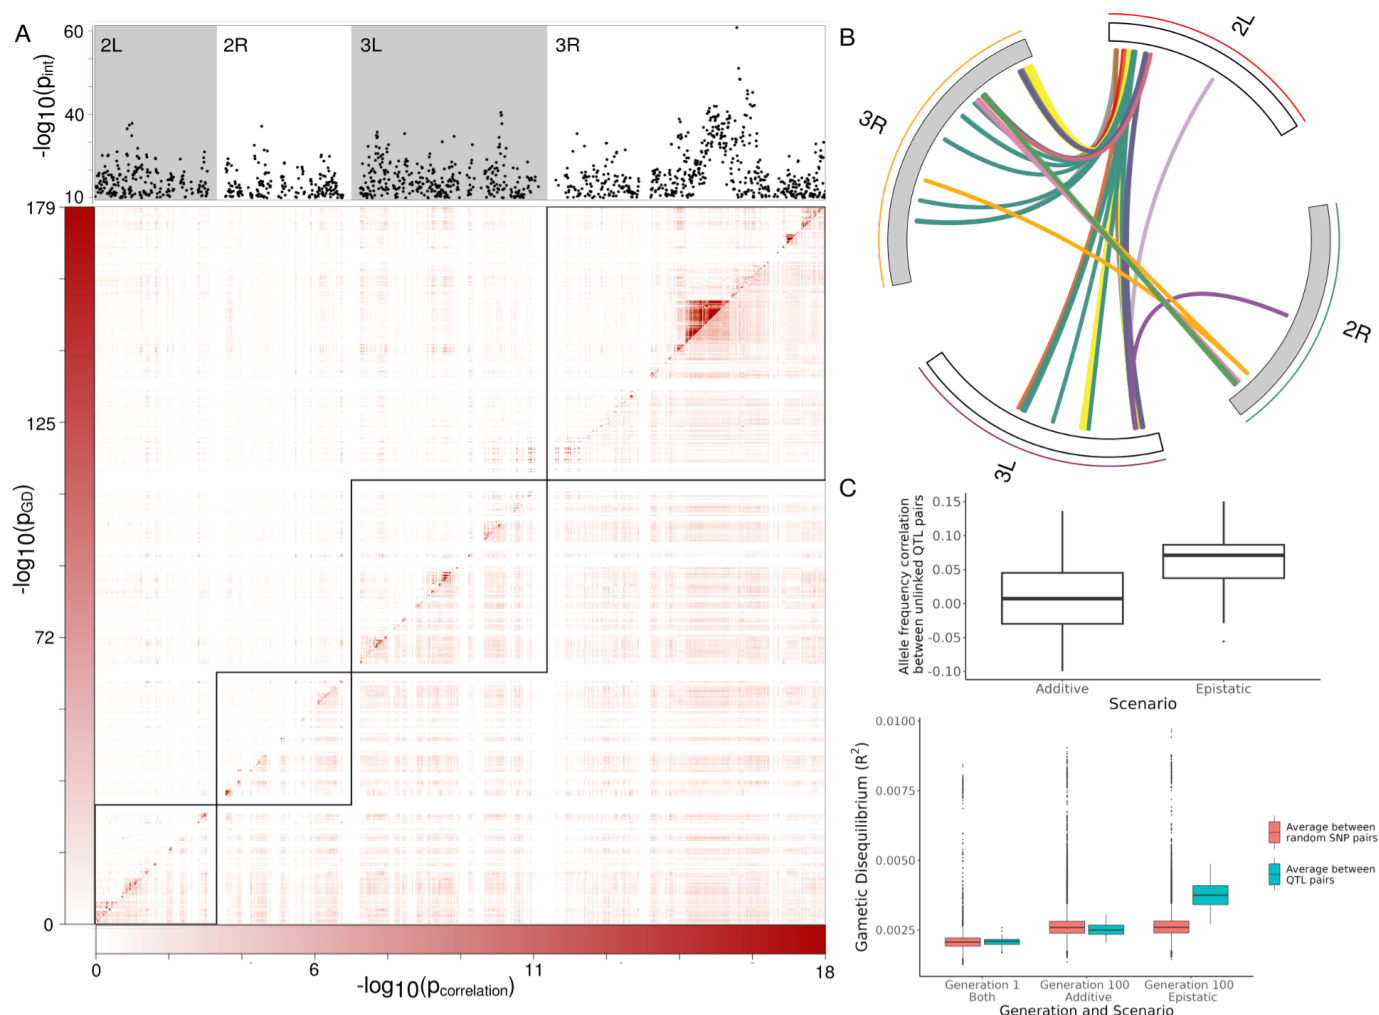 A
60
40
10
-log10(pint)
2L
2R
3L
3R
179
125
72
0
-log10(pGD)
0
6
11
18
-log10(pcorrelation)
B
2L
3R
2R
3L
C
0.15
0.10
0.05
0.00
-0.05
-0.10
Allele frequency correlation
between unlinked QTL pairs
Additive
Epistatic
Scenario
0.0100
0.0075
0.0050
0.0025
Gametic Disequilibrium (R2)
Generation 1
Both
Generation 100
Additive
Generation 100
Epistatic
Generation and Scenario
Average between
random SNP pairs
Average between
QTL pairs